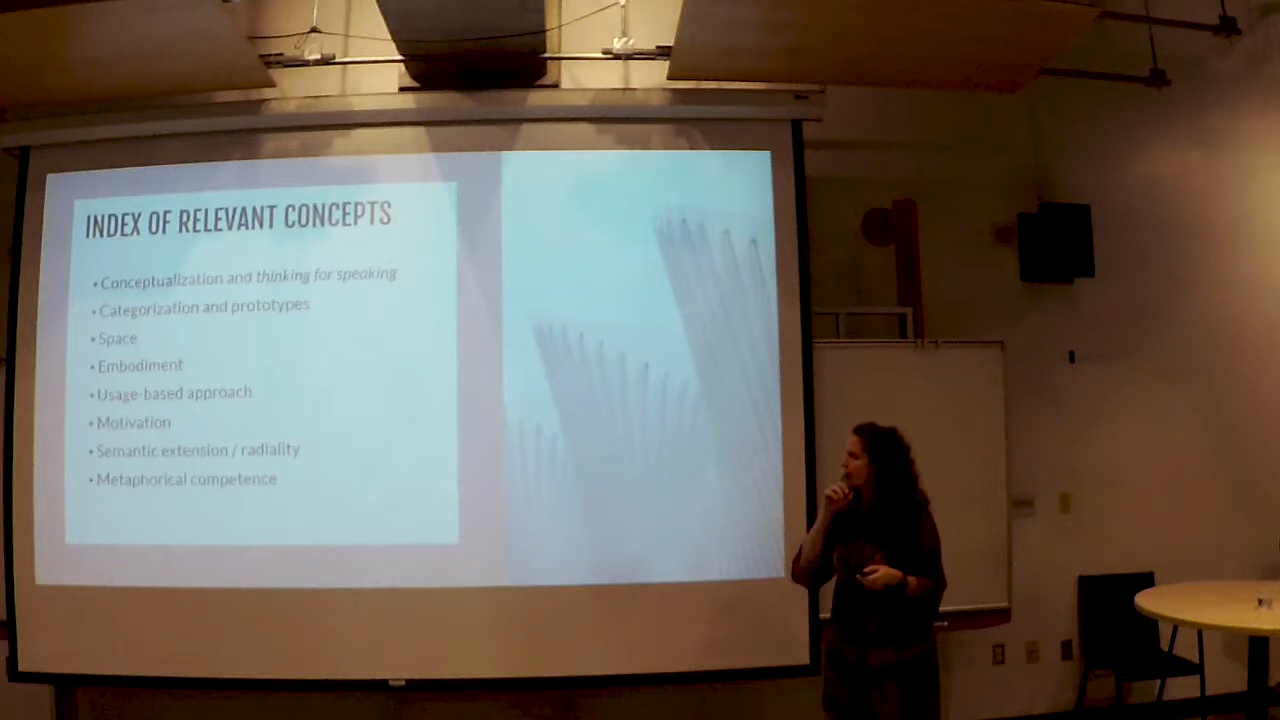 INDEX OF RELEVANT CONCEPTS
• Conceptualization and thinking for speaking
• Categorization and prototypes
• Space
• Embodiment
• Usage-based approach
• Motivation
• Semantic extension / radiality
• Metaphorical competence